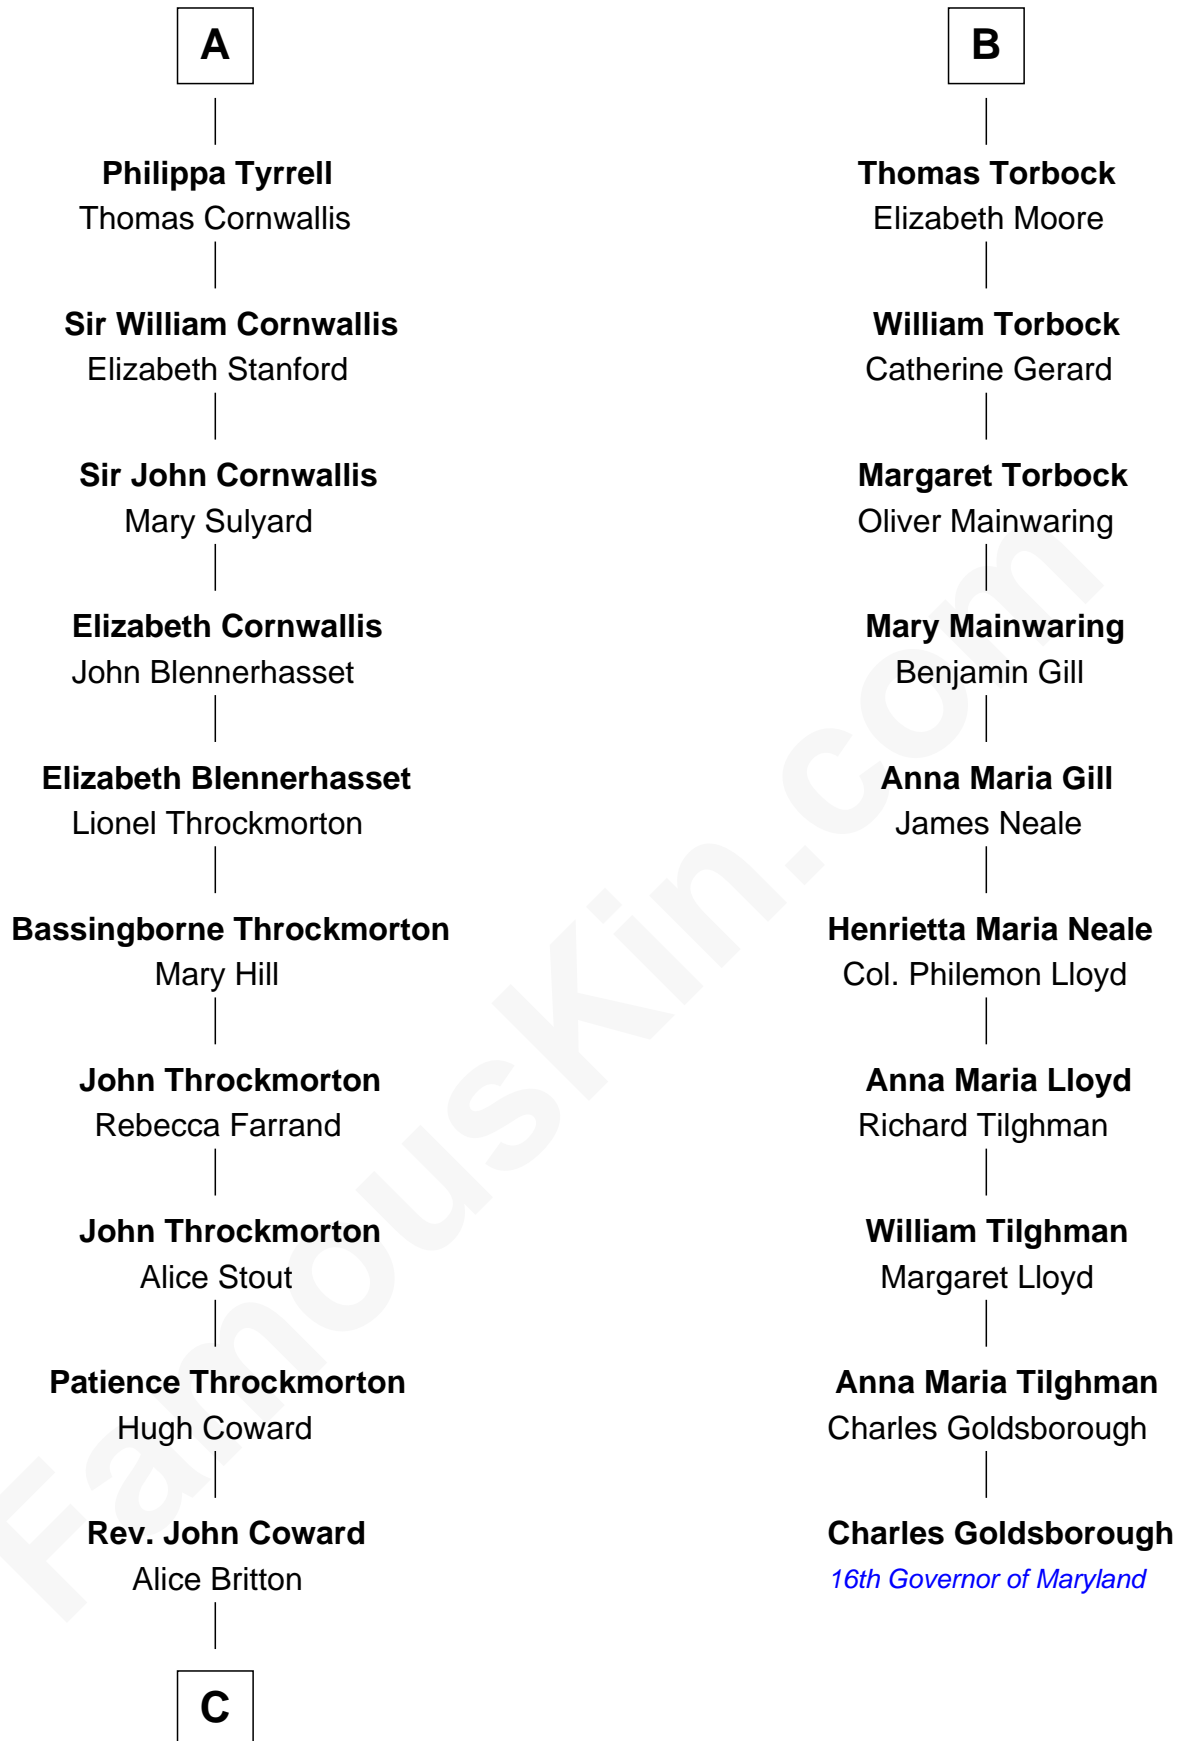 A
Philippa Tyrrell
Thomas Cornwallis
Sir William Cornwallis
Elizabeth Stanford
Sir John Cornwallis
Mary Sulyard
Elizabeth Cornwallis
John Blennerhasset
Elizabeth Blennerhasset
Lionel Throckmorton
Bassingborne Throckmorton
Mary Hill
John Throckmorton
Rebecca Farrand
John Throckmorton
Alice Stout
Patience Throckmorton
Hugh Coward
Rev. John Coward
Alice Britton
C
B
Thomas Torbock
Elizabeth Moore
William Torbock
Catherine Gerard
Margaret Torbock
Oliver Mainwaring
Mary Mainwaring
Benjamin Gill
Anna Maria Gill
James Neale
Henrietta Maria Neale
Col. Philemon Lloyd
Anna Maria Lloyd
Richard Tilghman
William Tilghman
Margaret Lloyd
Anna Maria Tilghman
Charles Goldsborough
Charles Goldsborough
16th Governor of Maryland
FamousKin.com